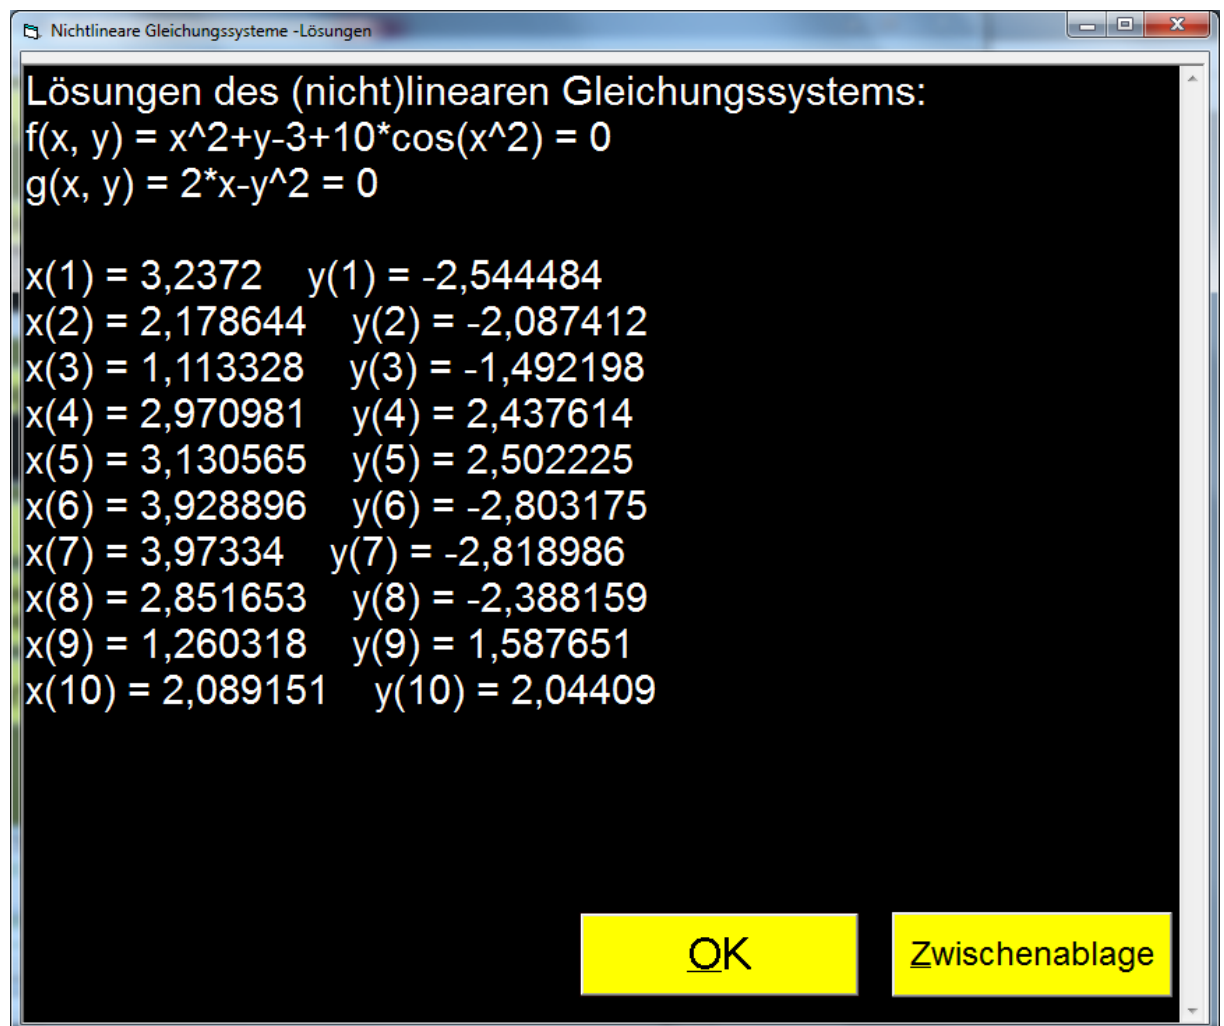 Nichtlineare Gleichungssysteme -Lösungen
Lösungen des (nicht)linearen Gleichungssystems:
f(x, y) = x^2+y-3+10*cos(x^2) = 0
g(x, y) = 2*x-y^2 = 0
x(1) = 3,2372 y(1) = -2,544484
x(2) = 2,178644 y(2) = -2,087412
x(3) = 1,113328 y(3) = -1,492198
x(4) = 2,970981 y(4) = 2,437614
x(5) = 3,130565 y(5) = 2,502225
x(6) = 3,928896 y(6) = -2,803175
x(7) = 3,97334 y(7) = -2,818986
x(8) = 2,851653 y(8) = -2,388159
x(9) = 1,260318 y(9) = 1,587651
x(10) = 2,089151 y(10) = 2,04409
OK
Zwischenablage